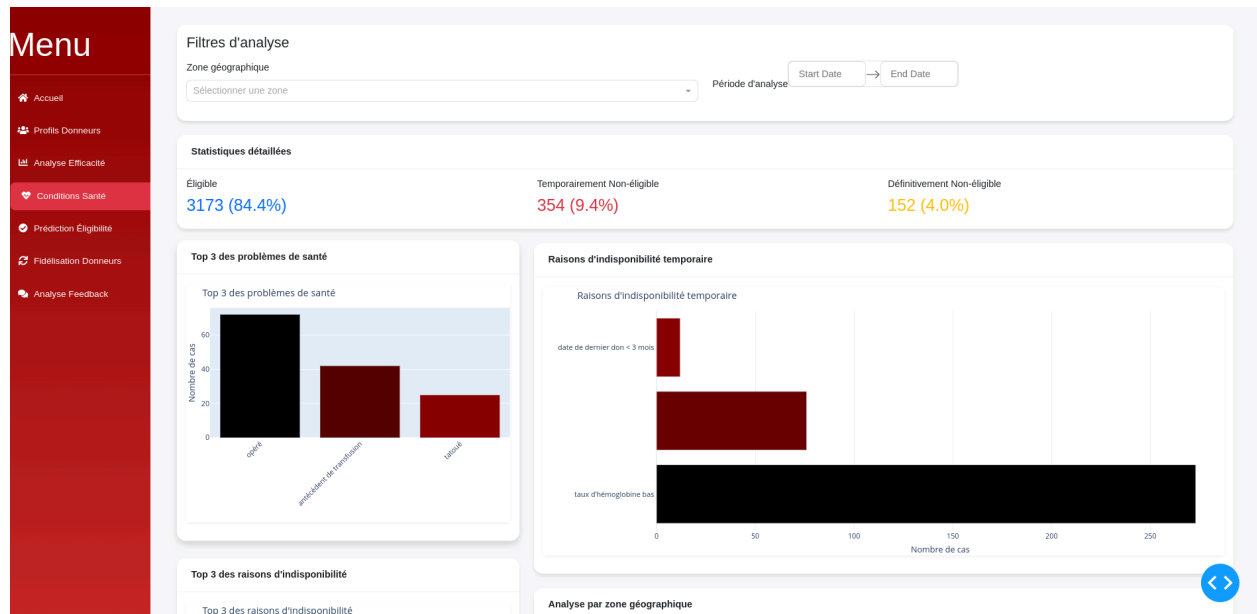 Menu
Accueil
Profils Donneurs
Analyse Efficacité
Conditions Santé
Prédiction Éligibilité
Fidélisation Donneurs
Analyse Feedback
Filtres d'analyse
Zone géographique
Sélectionner une zone
Période d'analyse
Start Date
End Date
Statistiques détaillées
Éligible
3173 (84.4%)
Temporairement Non-éligible
354 (9.4%)
Définitivement Non-éligible
152 (4.0%)
Top 3 des problèmes de santé
Top 3 des problèmes de santé
Nombre de cas
60
40
20
0
opéré
antécédent de transfusion
tatoué
Raisons d'indisponibilité temporaire
Raisons d'indisponibilité temporaire
date de dernier don < 3 mois
taux d'hémoglobine bas
0 50 100 150 200 250
Nombre de cas
Top 3 des raisons d'indisponibilité
Top 3 des raisons d'indisponibilité
Analyse par zone géographique